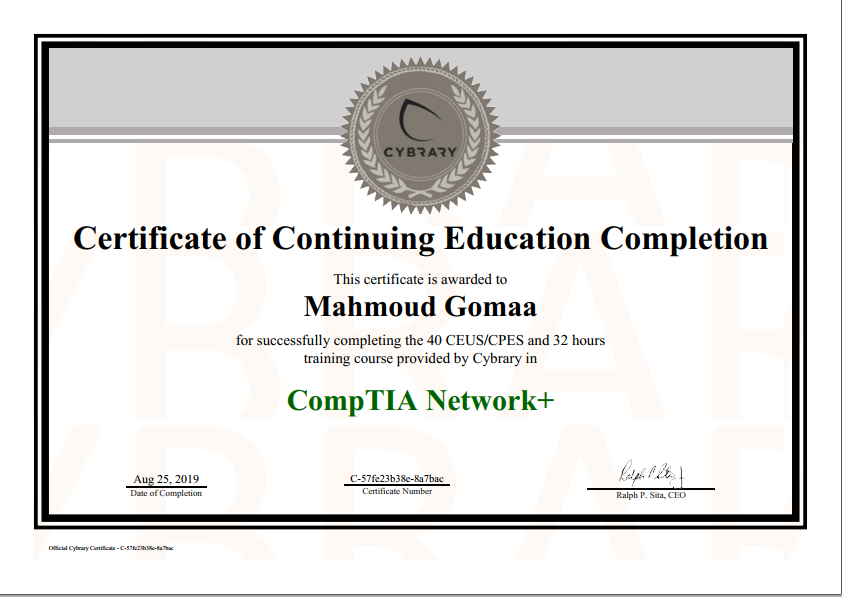 CYBRARY
Certificate of Continuing Education Completion
This certificate is awarded to
Mahmoud Gomaa
for successfully completing the 40 CEUS/CPES and 32 hours
training course provided by Cybrary in
CompTIA Network+
Aug 25, 2019
Date of Completion
C-57fe23b38e-8a7bac
Certificate Number
Ralph P. Sita, CEO
Official Cybrary Certificate - C-57fe23b38e-8a7bac